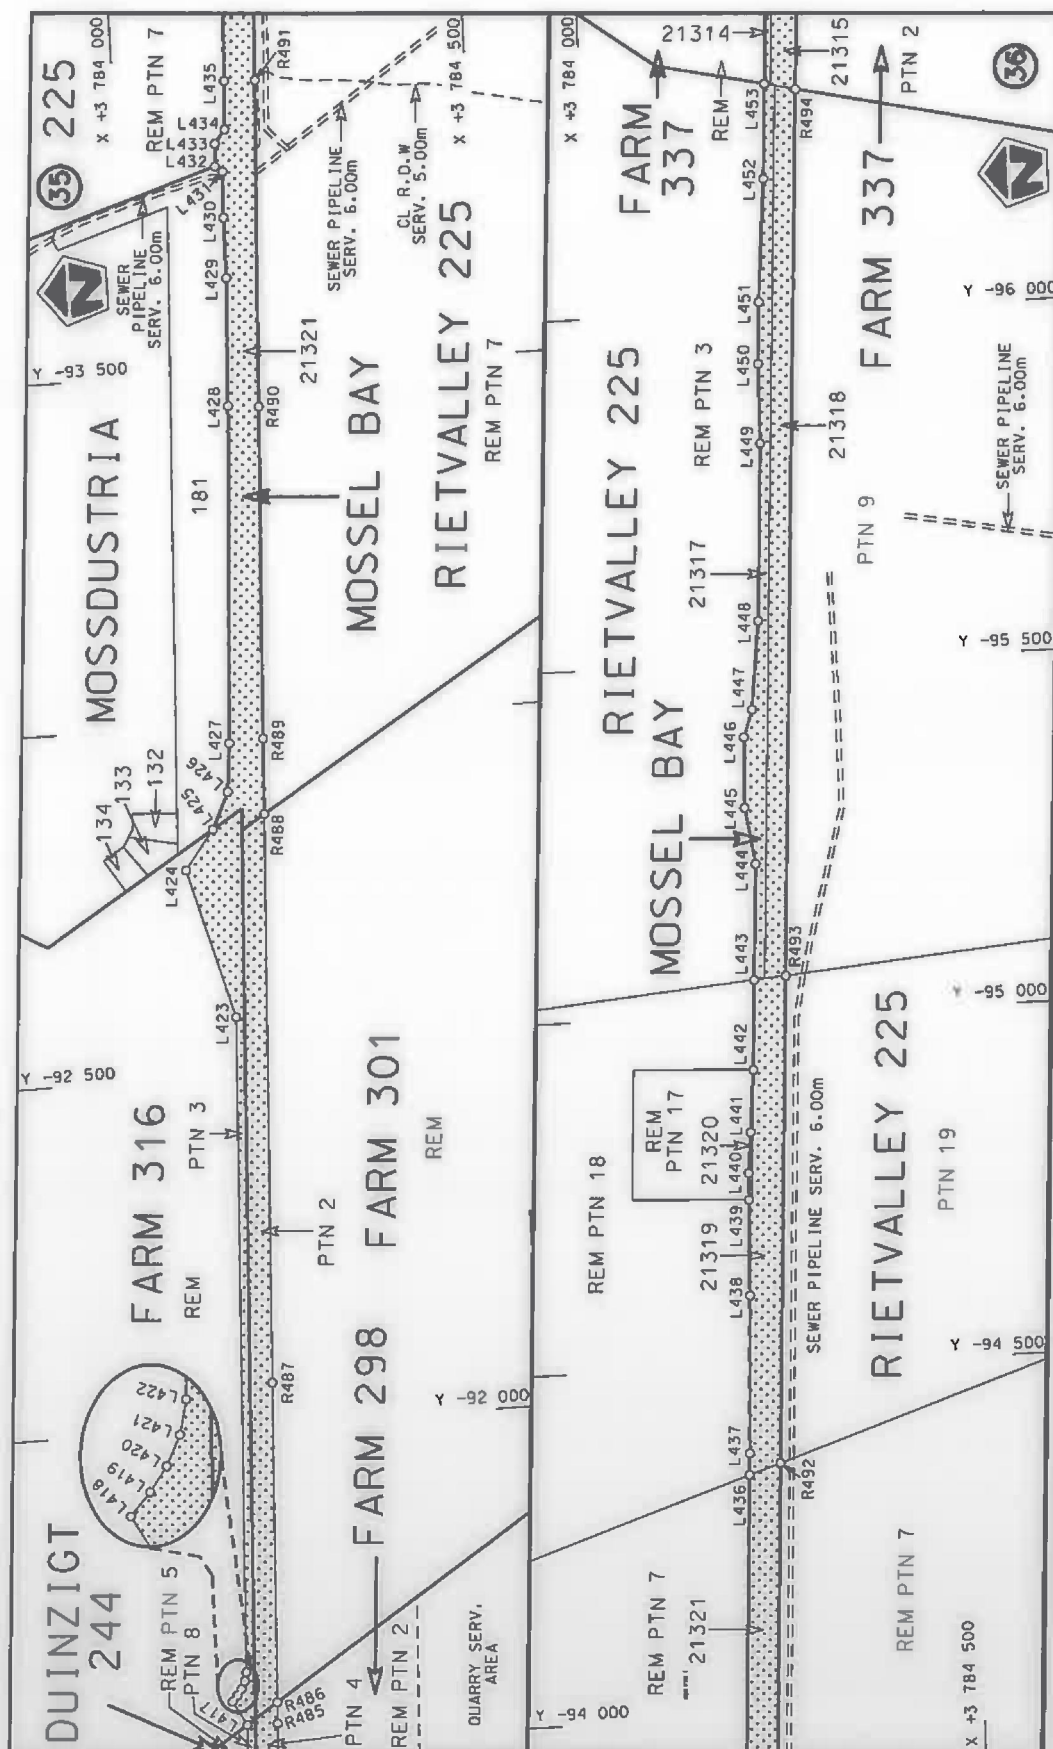 35
225
X +3 784 000
REM PTN 7
L435
L434
L433
L432
L431
L430
L429
R491
X +3 784 500
SEWER
PIPELINE
SERV. 6.00m
N
SEWER PIPELINE
SERV. 6.00m
CL R.D.W
SERV. 5.00m
Y -93 500
21321
MOSSDUSTRIA
181
L428
R490
MOSSEL BAY
RIETVALLEY 225
REM PTN 7
134
133
132
L427
L426
L425
L424
R489
R488
L423
Y -92 500
FARM 316
REM
PTN 3
PTN 2
FARM 301
REM
FARM 298
R487
Y -92 000
L422
L421
L420
L419
L418
DUINZIGT
244
REM PTN 5
PTN 8
L417
R486
R485
PTN 4
REM PTN 2
QUARRY SERV.
AREA
X +3 784 000
21314
21315
PTN 2
36
N
FARM
337
REM
L453
R494
L452
FARM 337
Y -96 000
L451
L450
L449
RIETVALLEY 225
REM PTN 3
21318
SEWER PIPELINE
SERV. 6.00m
PTN 9
21317
L448
Y -95 500
L447
L446
L445
L444
MOSSEL BAY
L443
R493
Y -95 000
L442
L441
L440
L439
L438
REM
PTN 17
21320
21319
REM PTN 18
SEWER PIPELINE SERV. 6.00m
RIETVALLEY 225
PTN 19
Y -94 500
L437
L436
R492
REM PTN 7
21321
REM PTN 7
Y -94 000
X +3 784 500